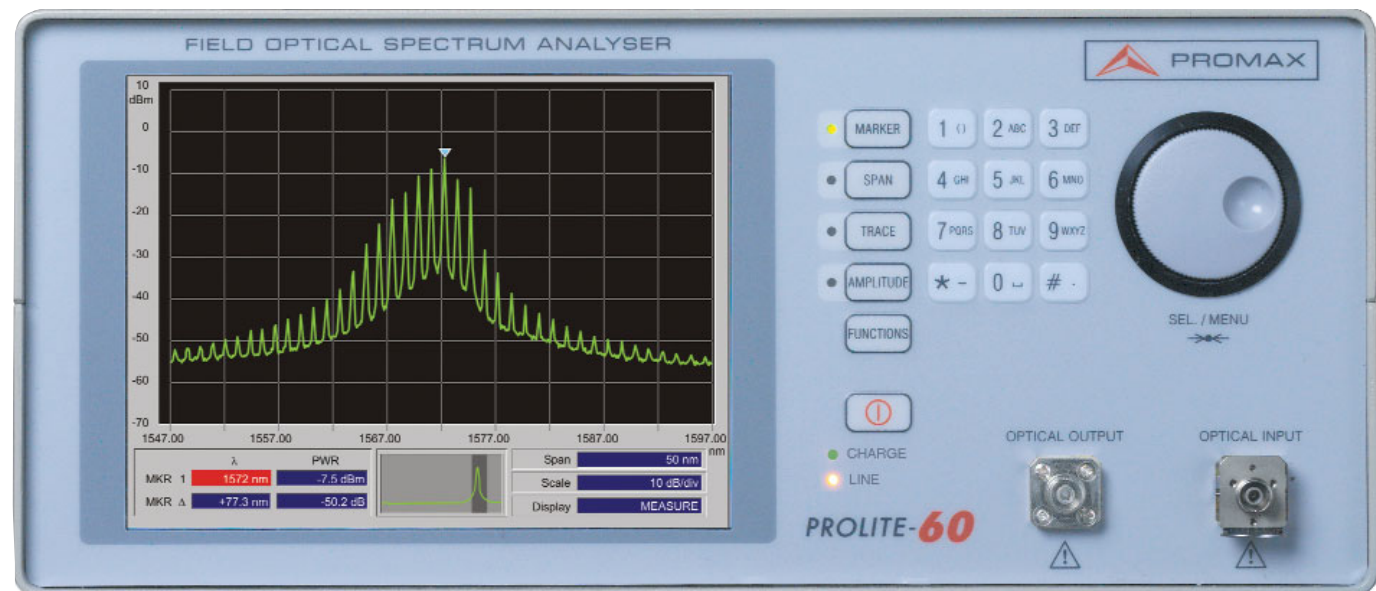 FIELD OPTICAL SPECTRUM ANALYSER
PROMAX
10
dBm
0
-10
-20
-30
-40
-50
-60
-70
1547.00 1557.00 1567.00 1577.00 1587.00 1597.00
nm
λ PWR
MKR 1 1572 nm -7.5 dBm
MKR Δ +77.3 nm -50.2 dB
Span 50 nm
Scale 10 dB/div
Display MEASURE
MARKER 1 () 2 ABC 3 DEF
SPAN 4 GHI 5 JKL 6 MNO
TRACE 7 PQRS 8 TUV 9 WXYZ
AMPLITUDE * - 0 ⌴ # .
FUNCTIONS
SEL. / MENU
CHARGE
LINE
OPTICAL OUTPUT OPTICAL INPUT
PROLITE-60